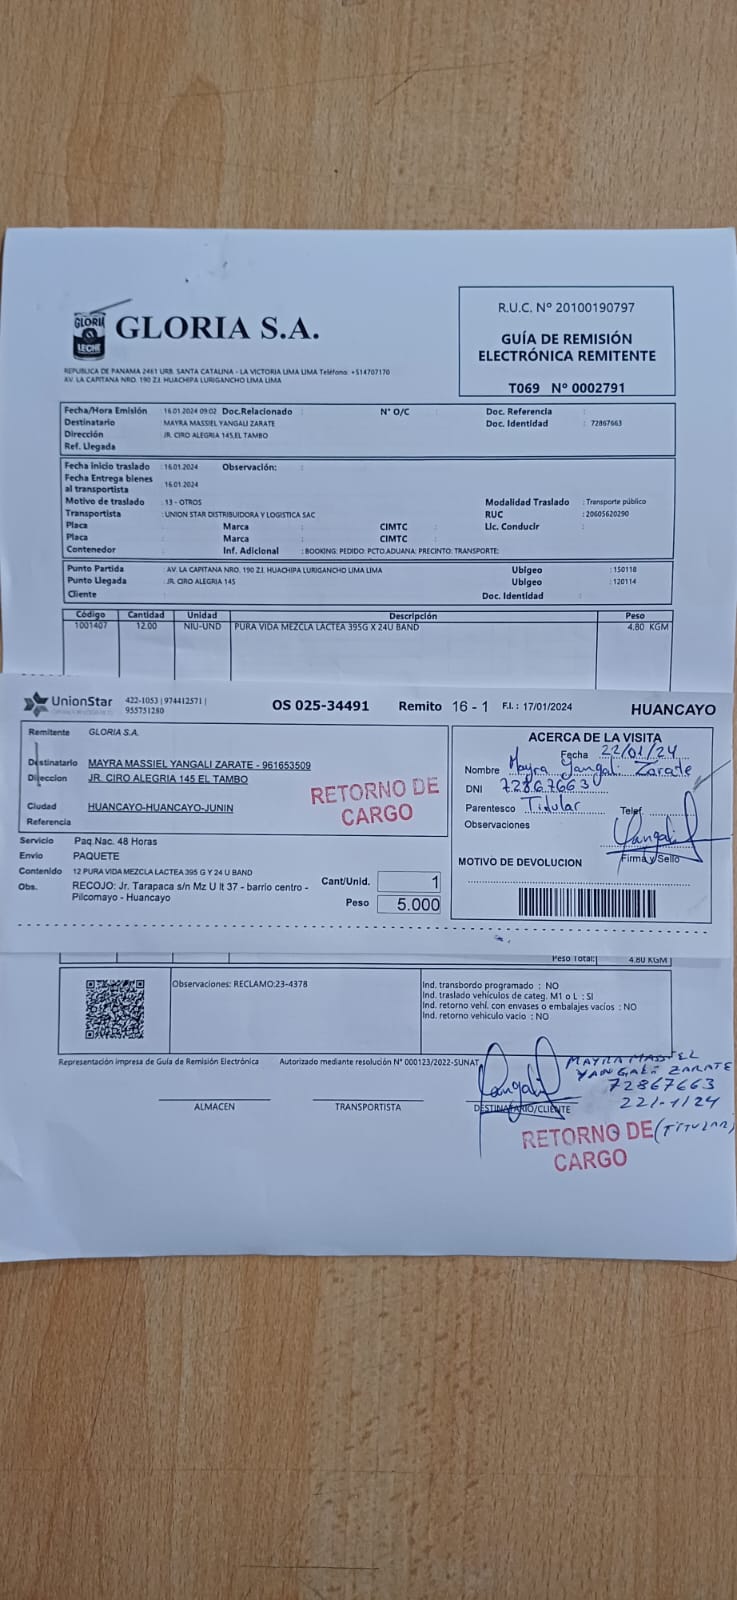 GLORIA
LECHE
GLORIA S.A.
R.U.C. Nº 20100190797
GUÍA DE REMISIÓN
ELECTRÓNICA REMITENTE
T069 Nº 0002791
REPUBLICA DE PANAMA 2461 URB. SANTA CATALINA - LA VICTORIA LIMA LIMA Teléfono: +514707170
AV. LA CAPITANA NRO. 190 Z.I. HUACHIPA LURIGANCHO LIMA LIMA
Fecha/Hora Emisión : 16.01.2024 09:02 Doc.Relacionado : N° O/C : Doc. Referencia :
Destinatario MAYRA MASSIEL YANGALI ZARATE Doc. Identidad : 72867663
Dirección JR. CIRO ALEGRIA 145,EL TAMBO
Ref. Llegada
Fecha inicio traslado : 16.01.2024 Observación: :
Fecha Entrega bienes
al transportista : 16.01.2024
Motivo de traslado : 13 - OTROS Modalidad Traslado : Transporte público
Transportista : UNION STAR DISTRIBUIDORA Y LOGISTICA SAC RUC : 20605620290
Placa : Marca : CIMTC : Lic. Conducir :
Placa : Marca : CIMTC :
Contenedor Inf. Adicional : BOOKING: PEDIDO: PCTO.ADUANA: PRECINTO: TRANSPORTE:
Punto Partida : AV. LA CAPITANA NRO. 190 Z.I. HUACHIPA LURIGANCHO LIMA LIMA Ubigeo : 150118
Punto Llegada : JR. CIRO ALEGRIA 145 Ubigeo : 120114
Cliente : Doc. Identidad :
Código Cantidad Unidad Descripción Peso
1001407 12.00 NIU-UND PURA VIDA MEZCLA LACTEA 395G X 24U BAND 4.80 KGM
UnionStar 422-1053 | 974412571 |
955751280
OS 025-34491 Remito 16 - 1 F.I.: 17/01/2024 HUANCAYO
Remitente GLORIA S.A.
Destinatario MAYRA MASSIEL YANGALI ZARATE - 961653509
Direccion JR. CIRO ALEGRIA 145 EL TAMBO
RETORNO DE
CARGO
Ciudad HUANCAYO-HUANCAYO-JUNIN
Referencia
Servicio Paq.Nac. 48 Horas
Envio PAQUETE
Contenido 12 PURA VIDA MEZCLA LACTEA 395 G Y 24 U BAND
Obs. RECOJO: Jr. Tarapaca s/n Mz U lt 37 - barrio centro -
Pilcomayo - Huancayo
Cant/Unid. 1
Peso 5.000
ACERCA DE LA VISITA
Fecha 22/01/24
Nombre Mayra Yangali Zarate
DNI 72867663
Parentesco Titular Telef.
Observaciones
Yangali
Firma y Sello
MOTIVO DE DEVOLUCION
Peso Total: 4.80 KGM
Observaciones: RECLAMO:23-4378
Ind. transbordo programado : NO
Ind. traslado vehículos de categ. M1 o L : SI
Ind. retorno vehí. con envases o embalajes vacíos : NO
Ind. retorno vehículo vacío : NO
Representación impresa de Guía de Remisión Electrónica Autorizado mediante resolución N° 000123/2022-SUNAT
ALMACEN
TRANSPORTISTA
Yangali
DESTINATARIO/CLIENTE
MAYRA MASSIEL
YANGALI ZARATE
72867663
22/-1/24
(TITULAR)
RETORNO DE
CARGO